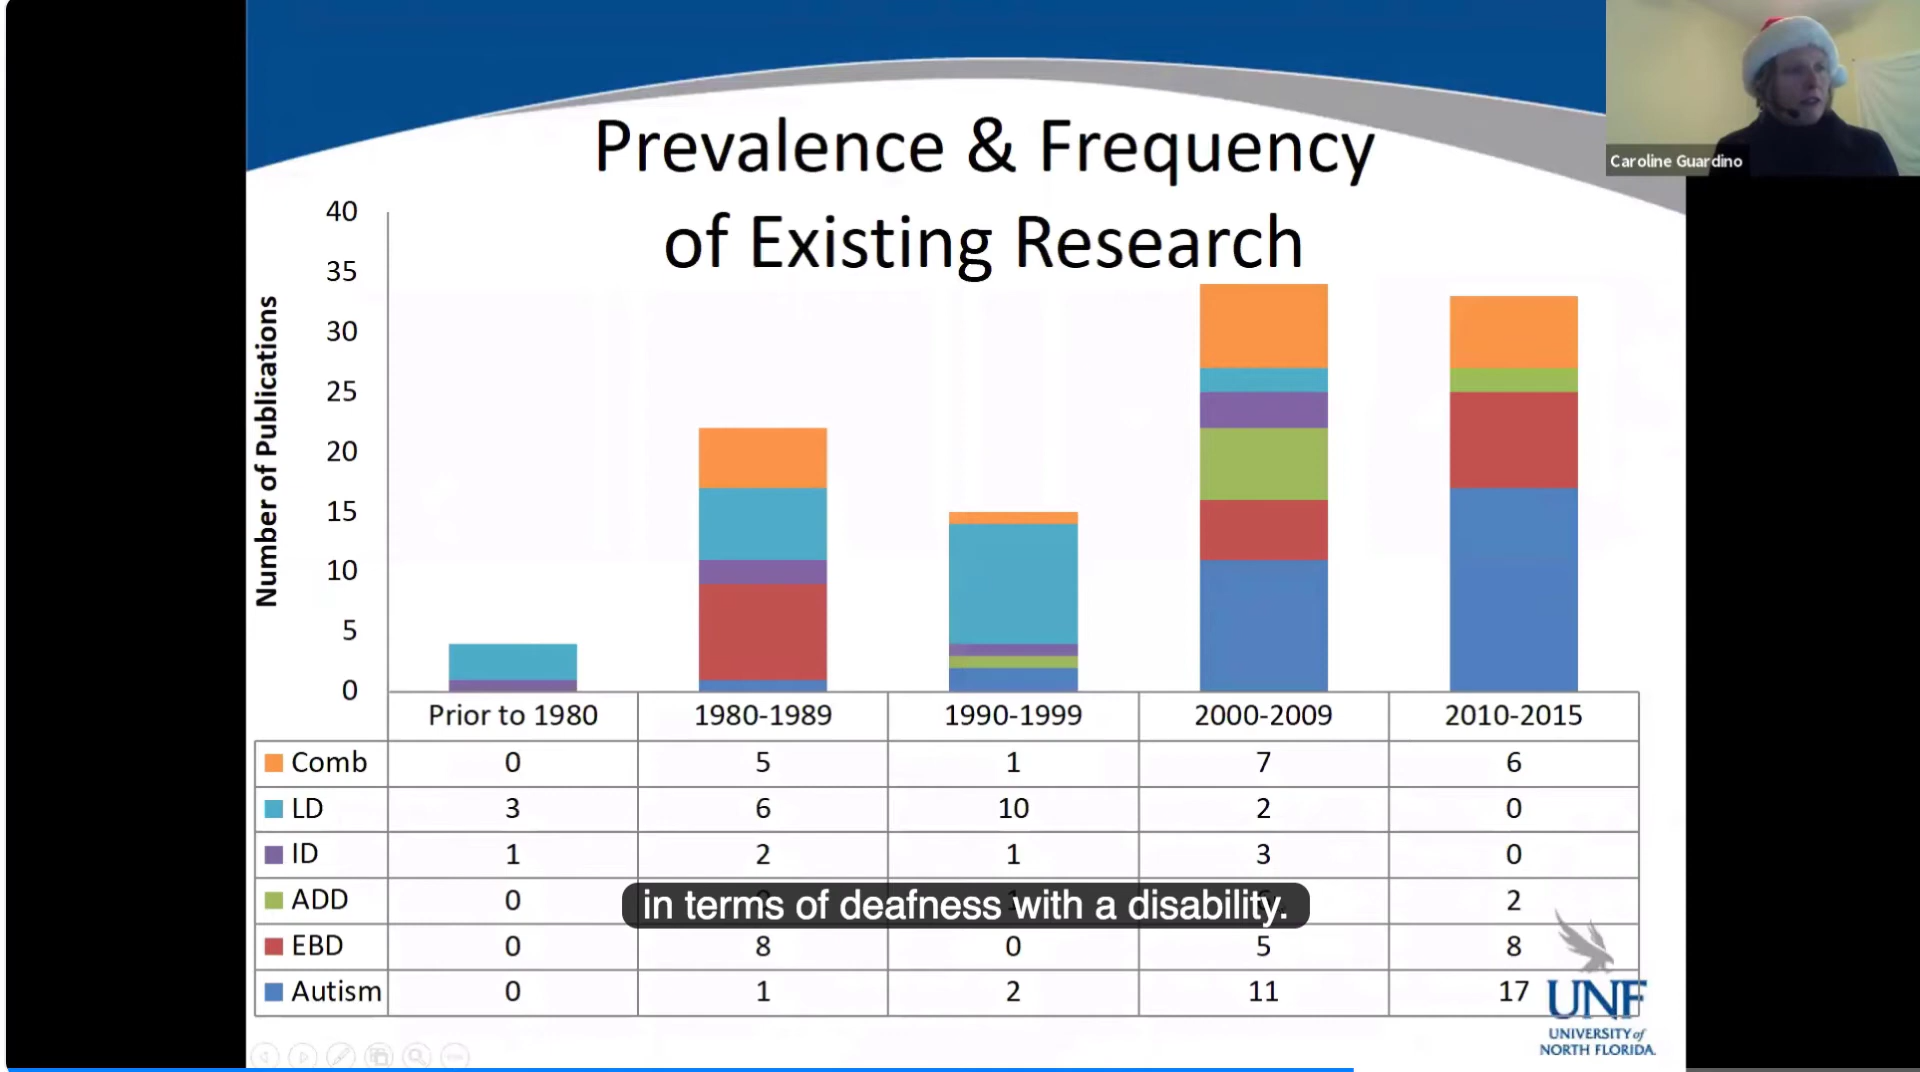 Caroline Guardino
Prevalence & Frequency
of Existing Research
Number of Publications
40
35
30
25
20
15
10
5
0
Prior to 1980 1980-1989 1990-1999 2000-2009 2010-2015
Comb 0 5 1 7 6
LD 3 6 10 2 0
ID 1 2 1 3 0
ADD 0 2
in terms of deafness with a disability.
EBD 0 8 0 5 8
Autism 0 1 2 11 17
UNF
UNIVERSITY of
NORTH FLORIDA.